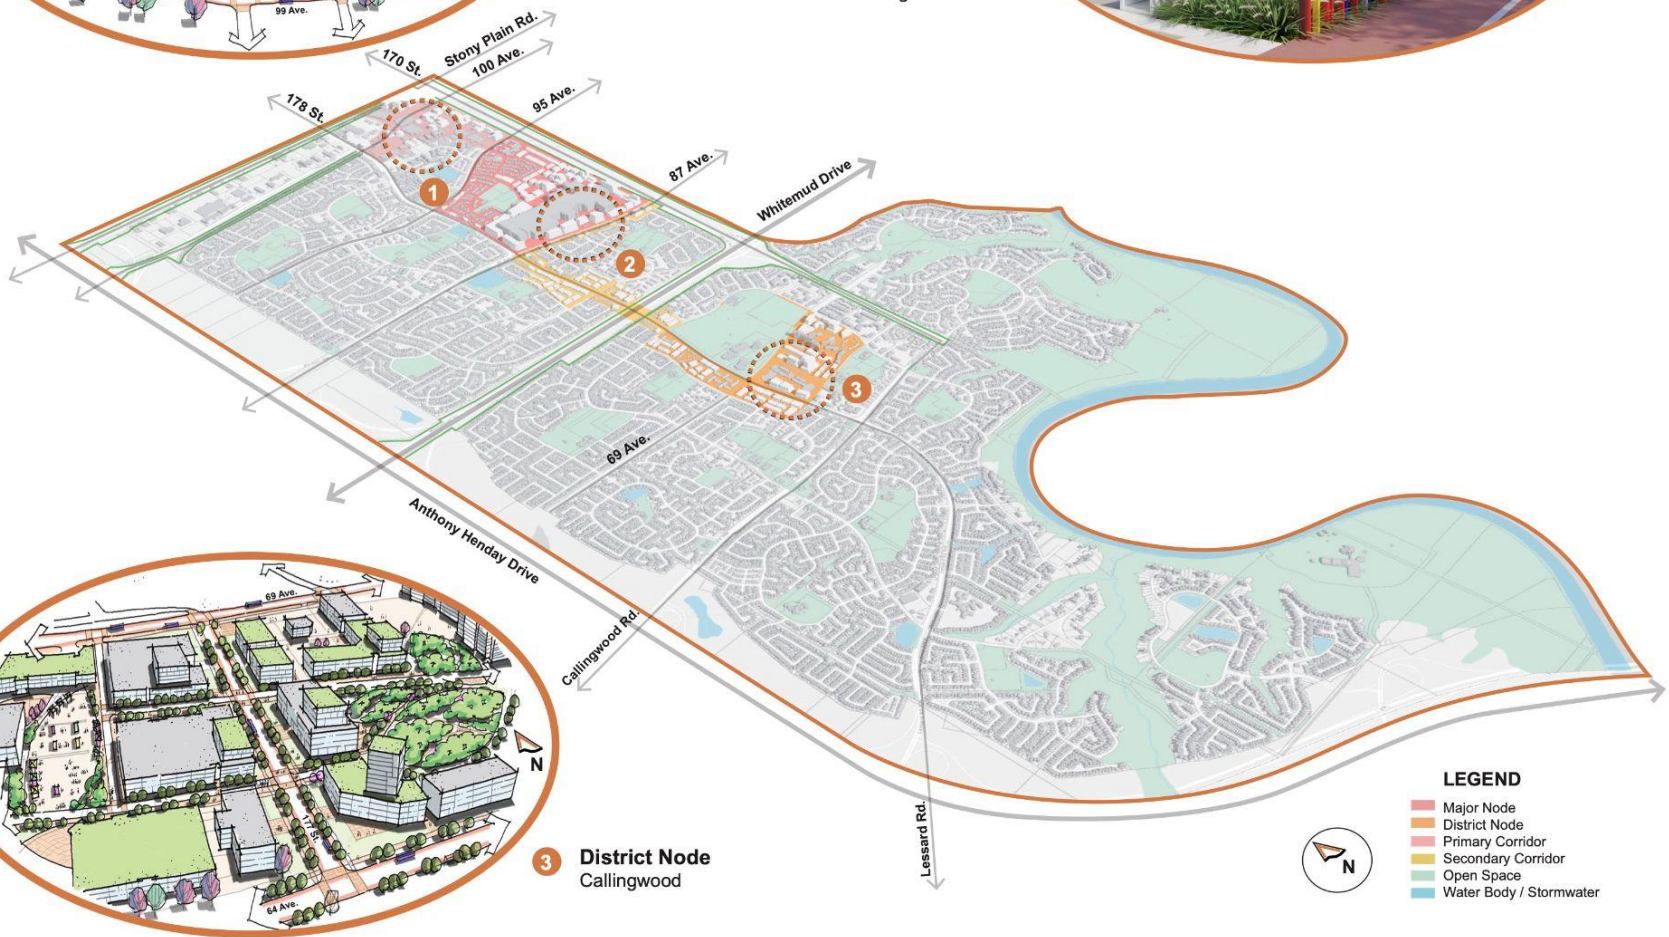 99 Ave.
Stony Plain Rd.
170 St.
100 Ave.
178 St.
95 Ave.
87 Ave.
Whitemud Drive
1
2
3
69 Ave.
Anthony Henday Drive
Callingwood Rd.
Lessard Rd.
69 Ave.
177 St.
64 Ave.
N
3 District Node
Callingwood
N
LEGEND
Major Node
District Node
Primary Corridor
Secondary Corridor
Open Space
Water Body / Stormwater